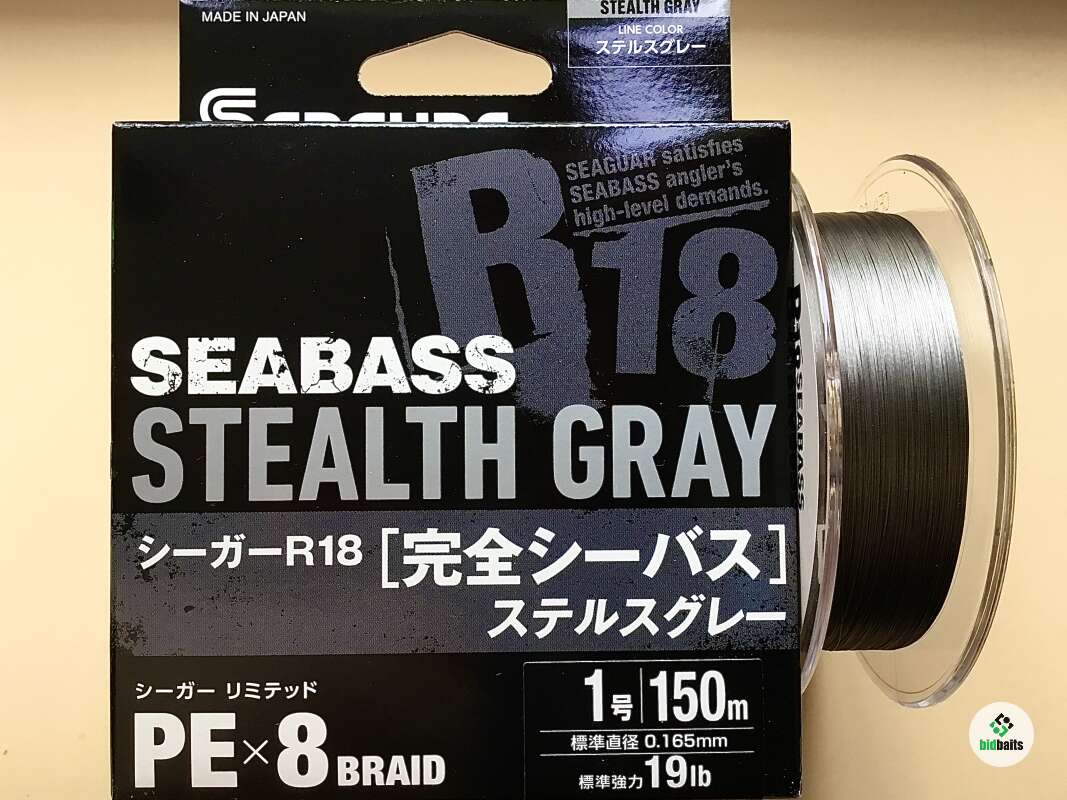 MADE IN JAPAN
STEALTH GRAY
LINE COLOR
ステルスグレー
R18
SEAGUAR satisfies
SEABASS angler's
high-level demands.
SEABASS
STEALTH GRAY
シーガーR18 [完全シーバス]
ステルスグレー
シーガー リミテッド
PE×8 BRAID
1号 150m
標準直径 0.165mm
標準強力 19lb
R18 SEABASS
bidbaits